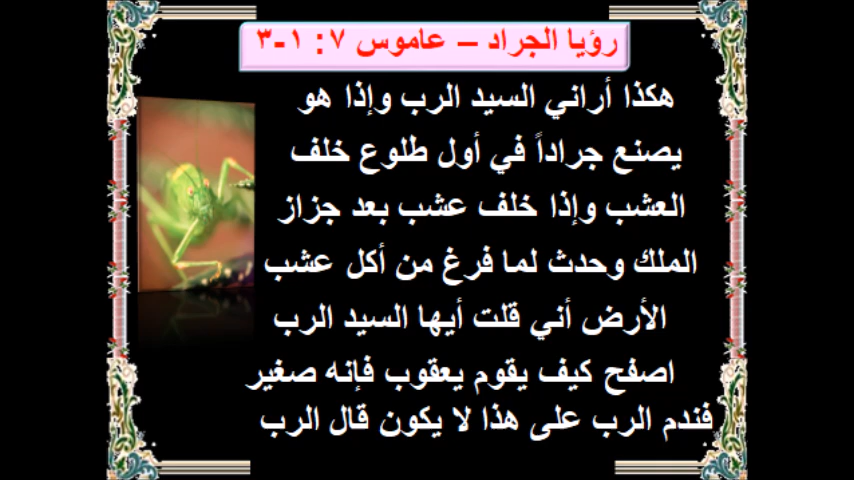 رؤيا الجراد – عاموس ٧: ١-٣
هكذا أراني السيد الرب وإذا هو
يصنع جراداً في أول طلوع خلف
العشب وإذا خلف عشب بعد جزاز
الملك وحدث لما فرغ من أكل عشب
الأرض أني قلت أيها السيد الرب
اصفح كيف يقوم يعقوب فإنه صغير
فندم الرب على هذا لا يكون قال الرب